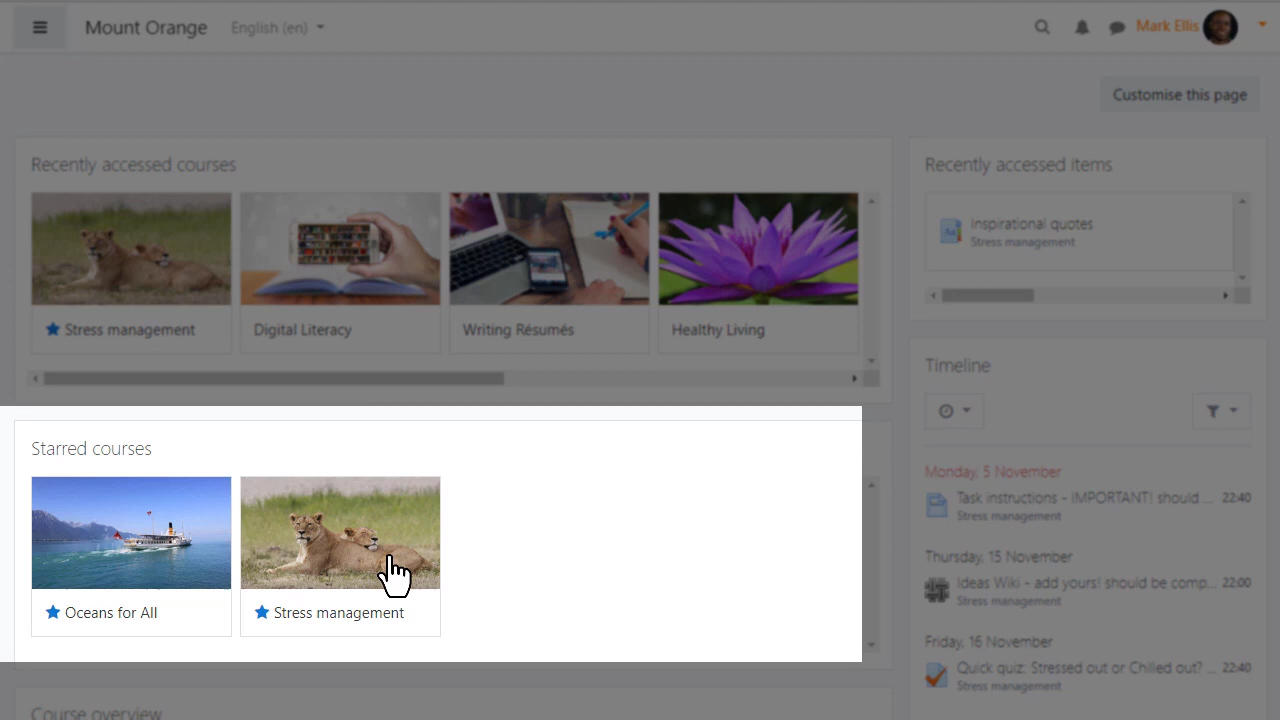 Mount Orange
English (en)
Mark Ellis
Customise this page
Recently accessed courses
Stress management
Digital Literacy
Writing Résumés
Healthy Living
Starred courses
Oceans for All
Stress management
Course overview
Recently accessed items
Inspirational quotes
Stress management
Timeline
Monday, 5 November
Task instructions - IMPORTANT! should ... 22:40
Stress management
Thursday, 15 November
Ideas Wiki - add yours! should be comp... 22:00
Stress management
Friday, 16 November
Quick quiz: Stressed out or Chilled out? ... 22:40
Stress management